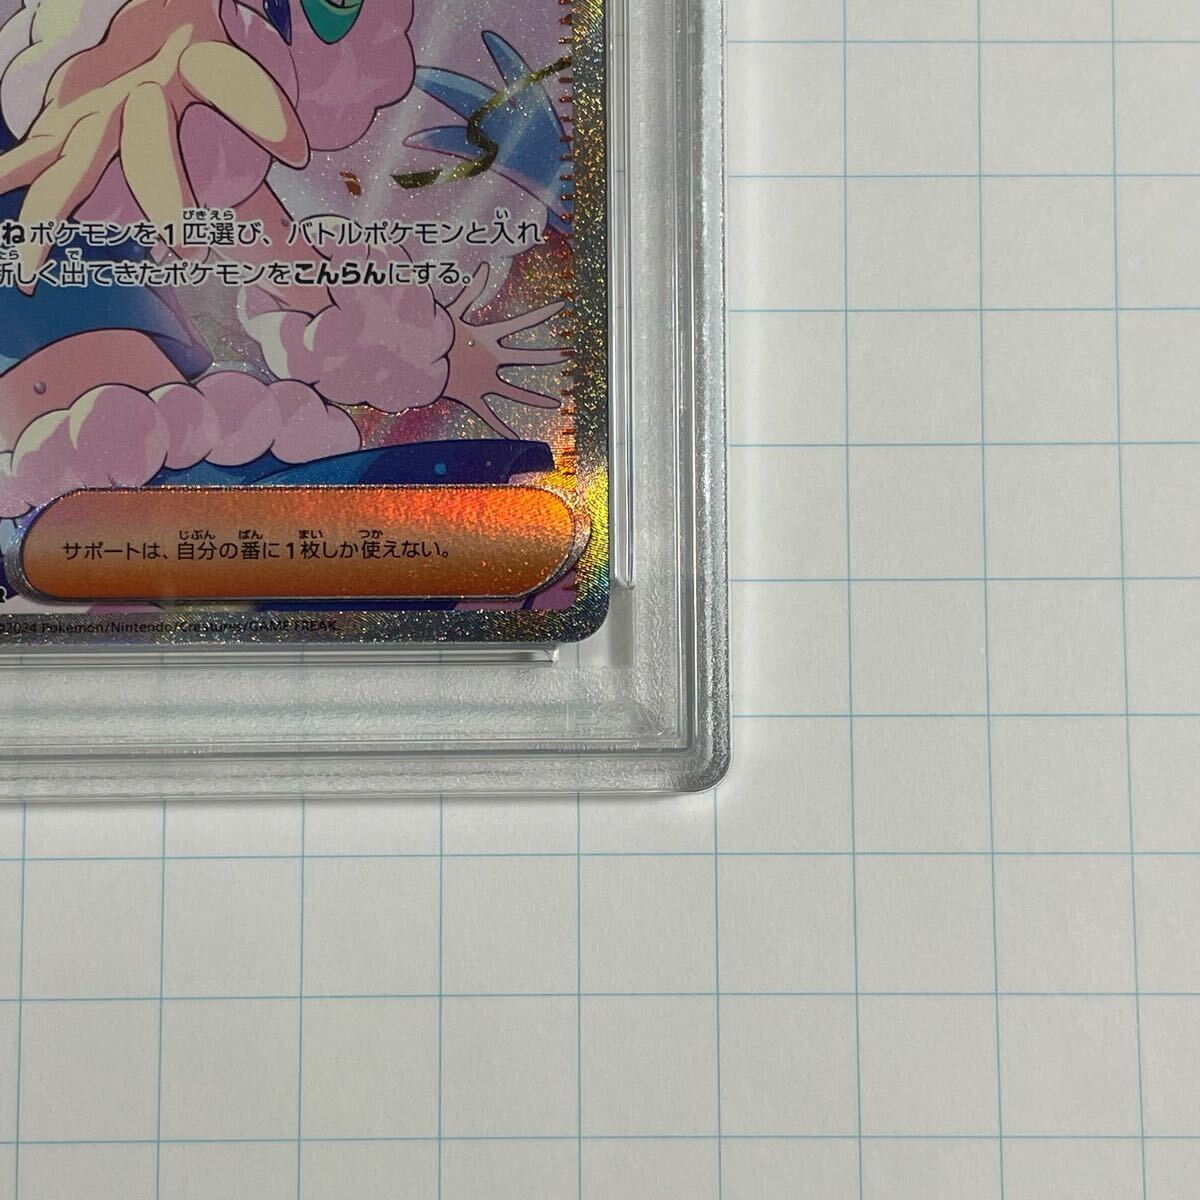 ねポケモンを1匹選び、バトルポケモンと入れ
新しく出てきたポケモンをこんらんにする。
サポートは、自分の番に1枚しか使えない。
©2024 Pokémon/Nintendo/Creatures/GAME FREAK.